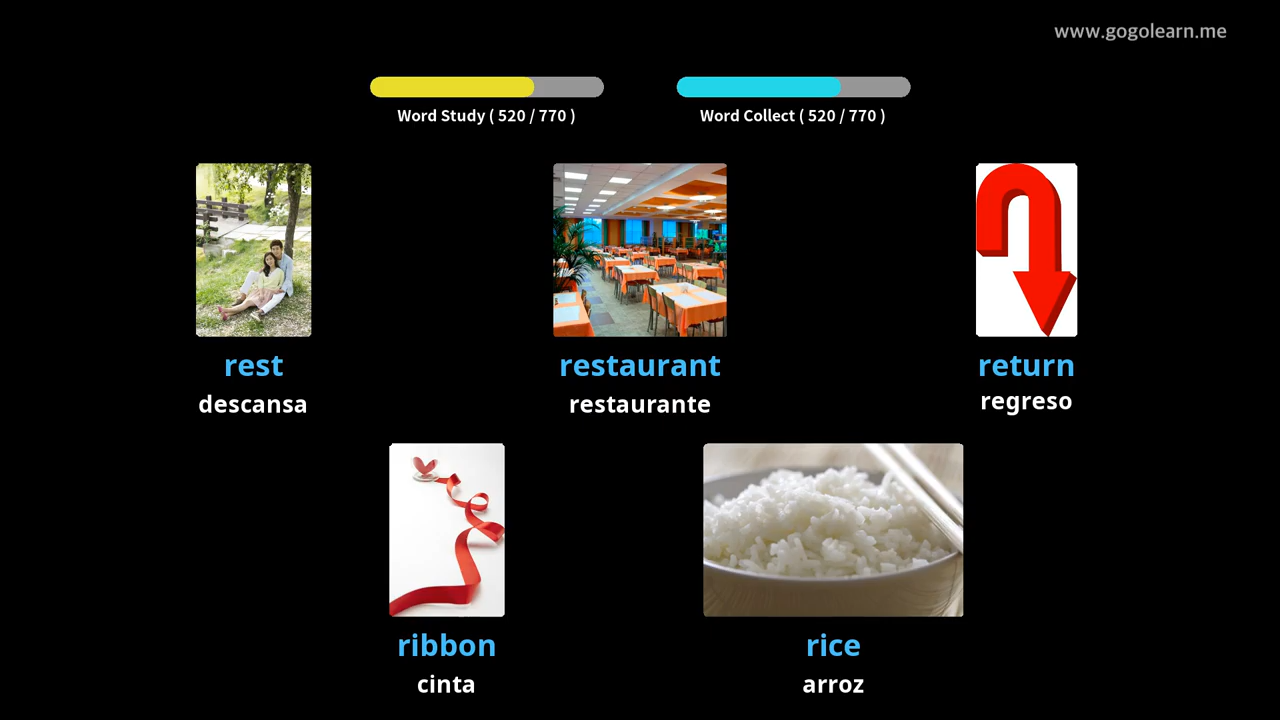 www.gogolearn.me
Word Study ( 520 / 770 )
Word Collect ( 520 / 770 )
rest
descansa
restaurant
restaurante
return
regreso
ribbon
cinta
rice
arroz